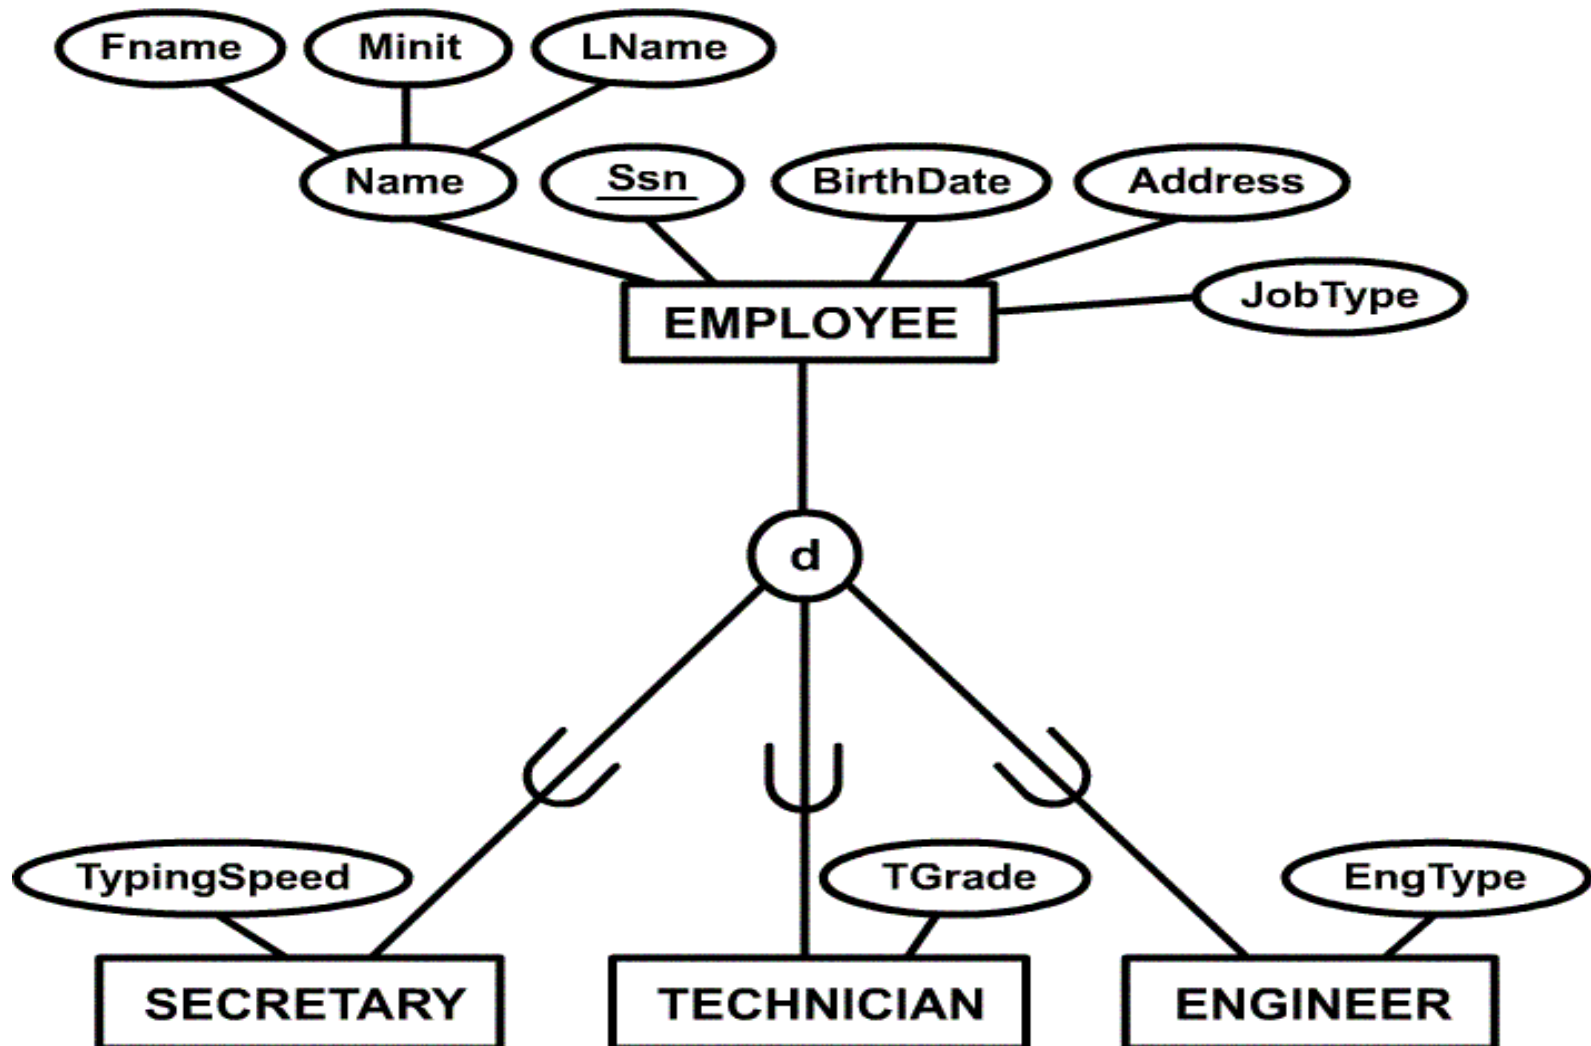 Fname Minit LName
Name Ssn BirthDate Address
JobType
EMPLOYEE
d
TypingSpeed TGrade EngType
SECRETARY TECHNICIAN ENGINEER